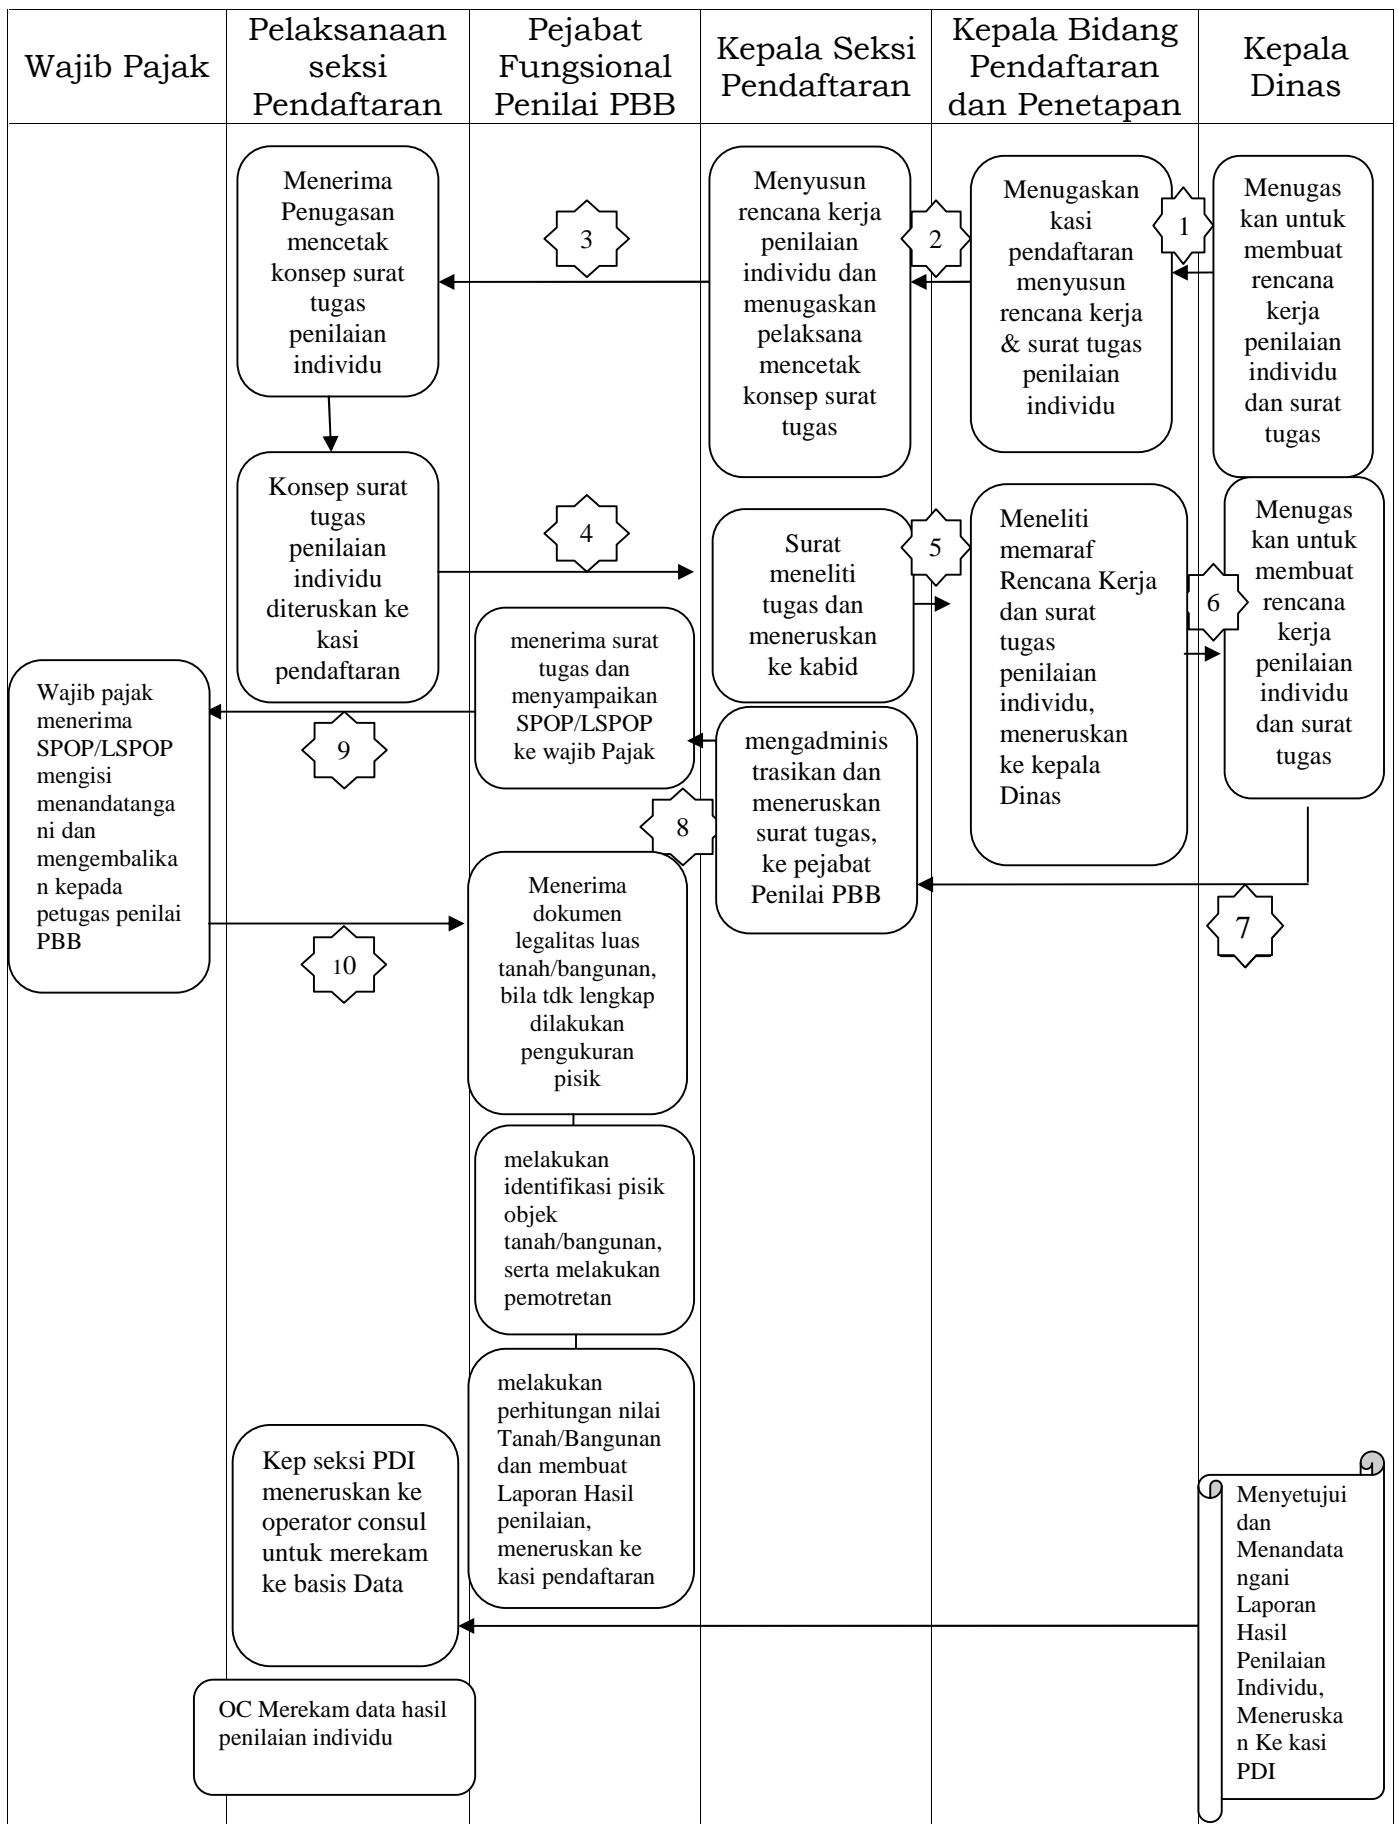 Wajib Pajak
Pelaksanaan
seksi
Pendaftaran
Pejabat
Fungsional
Penilai PBB
Kepala Seksi
Pendaftaran
Kepala Bidang
Pendaftaran
dan Penetapan
Kepala
Dinas
Menerima
Penugasan
mencetak
konsep surat
tugas
penilaian
individu
3
Menyusun
rencana kerja
penilaian
individu dan
menugaskan
pelaksana
mencetak
konsep surat
tugas
2
Menugaskan
kasi
pendaftaran
menyusun
rencana kerja
& surat tugas
penilaian
individu
1
Menugas
kan untuk
membuat
rencana
kerja
penilaian
individu
dan surat
tugas
Konsep surat
tugas
penilaian
individu
diteruskan ke
kasi
pendaftaran
4
Surat
meneliti
tugas dan
meneruskan
ke kabid
5
Meneliti
memaraf
Rencana Kerja
dan surat
tugas
penilaian
individu,
meneruskan
ke kepala
Dinas
6
Menugas
kan untuk
membuat
rencana
kerja
penilaian
individu
dan surat
tugas
menerima surat
tugas dan
menyampaikan
SPOP/LSPOP
ke wajib Pajak
Wajib pajak
menerima
SPOP/LSPOP
mengisi
menandatanga
ni dan
mengembalika
n kepada
petugas penilai
PBB
9
8
mengadminis
trasikan dan
meneruskan
surat tugas,
ke pejabat
Penilai PBB
7
10
Menerima
dokumen
legalitas luas
tanah/bangunan,
bila tdk lengkap
dilakukan
pengukuran
pisik
melakukan
identifikasi pisik
objek
tanah/bangunan,
serta melakukan
pemotretan
melakukan
perhitungan nilai
Tanah/Bangunan
dan membuat
Laporan Hasil
penilaian,
meneruskan ke
kasi pendaftaran
Kep seksi PDI
meneruskan ke
operator consul
untuk merekam
ke basis Data
Menyetujui
dan
Menandata
ngani
Laporan
Hasil
Penilaian
Individu,
Meneruska
n Ke kasi
PDI
OC Merekam data hasil
penilaian individu